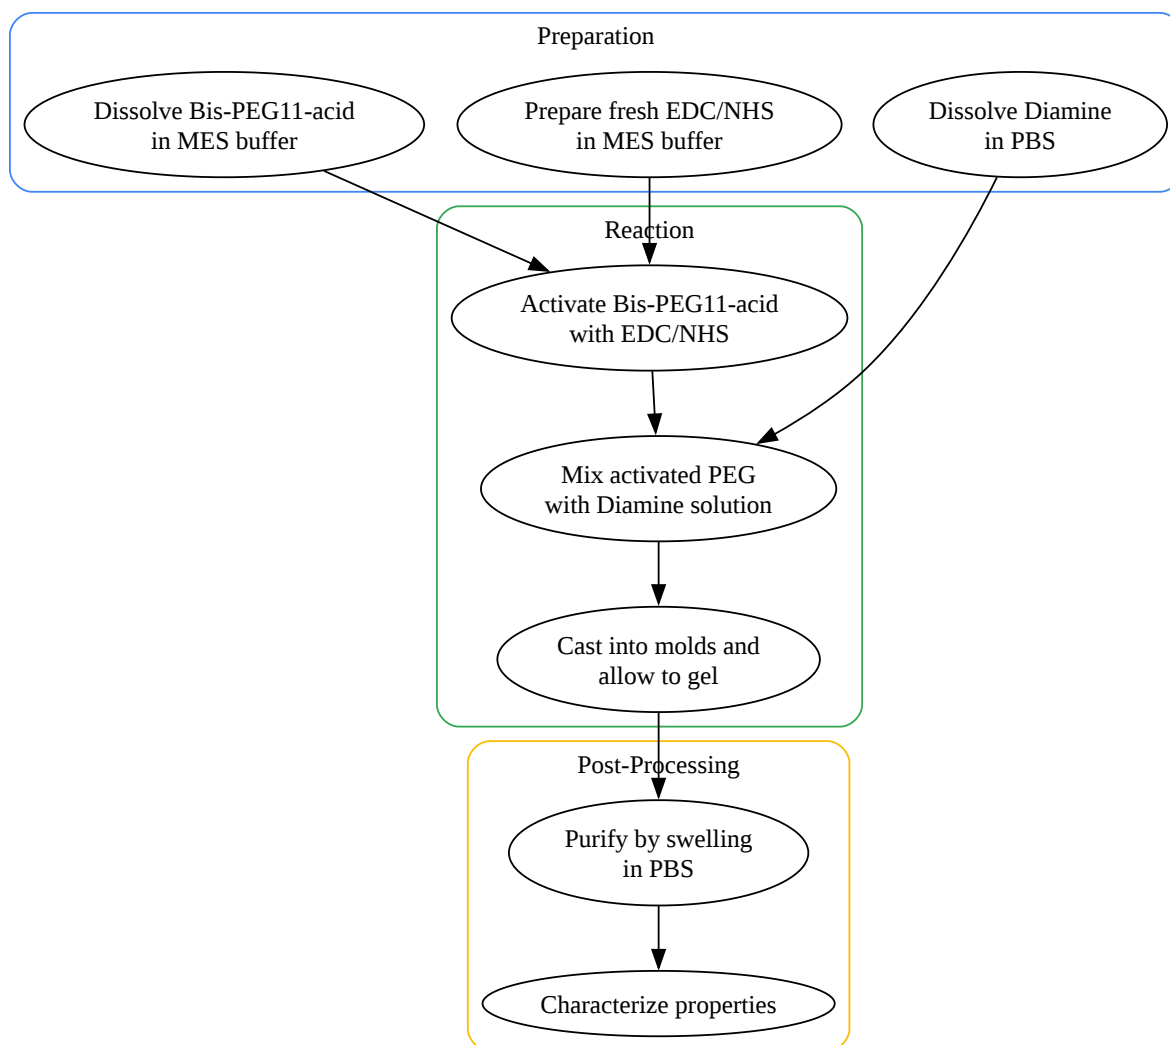 Preparation
Dissolve Bis-PEG11-acid
in MES buffer
Prepare fresh EDC/NHS
in MES buffer
Dissolve Diamine
in PBS
Reaction
Activate Bis-PEG11-acid
with EDC/NHS
Mix activated PEG
with Diamine solution
Cast into molds and
allow to gel
Post-Processing
Purify by swelling
in PBS
Characterize properties